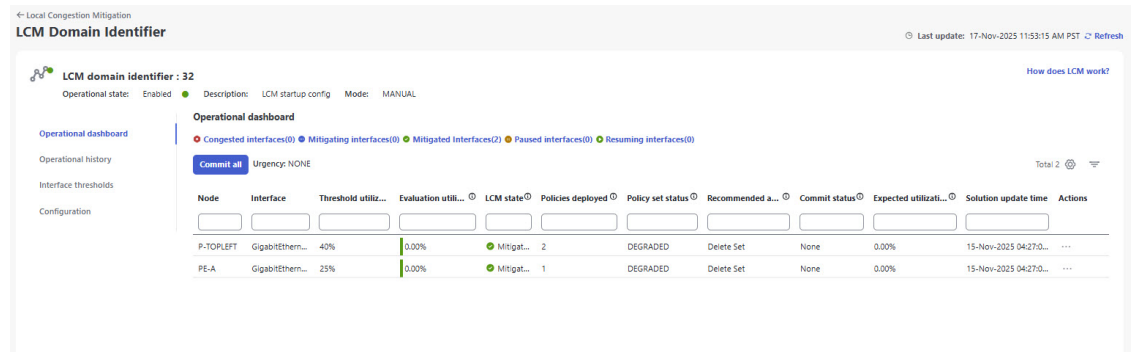 ← Local Congestion Mitigation
LCM Domain Identifier
Last update: 17-Nov-2025 11:53:15 AM PST Refresh
LCM domain identifier : 32
How does LCM work?
Operational state: Enabled Description: LCM startup config Mode: MANUAL
Operational dashboard
Operational history
Interface thresholds
Configuration
Operational dashboard
Congested interfaces(0) Mitigating interfaces(0) Mitigated Interfaces(2) Paused interfaces(0) Resuming interfaces(0)
Commit all Urgency: NONE Total 2
Node Interface Threshold utiliz... Evaluation utili... LCM state Policies deployed Policy set status Recommended a... Commit status Expected utilizati... Solution update time Actions
P-TOPLEFT GigabitEthern... 40% 0.00% Mitigat... 2 DEGRADED Delete Set None 0.00% 15-Nov-2025 04:27:0... ...
PE-A GigabitEthern... 25% 0.00% Mitigat... 1 DEGRADED Delete Set None 0.00% 15-Nov-2025 04:27:0... ...